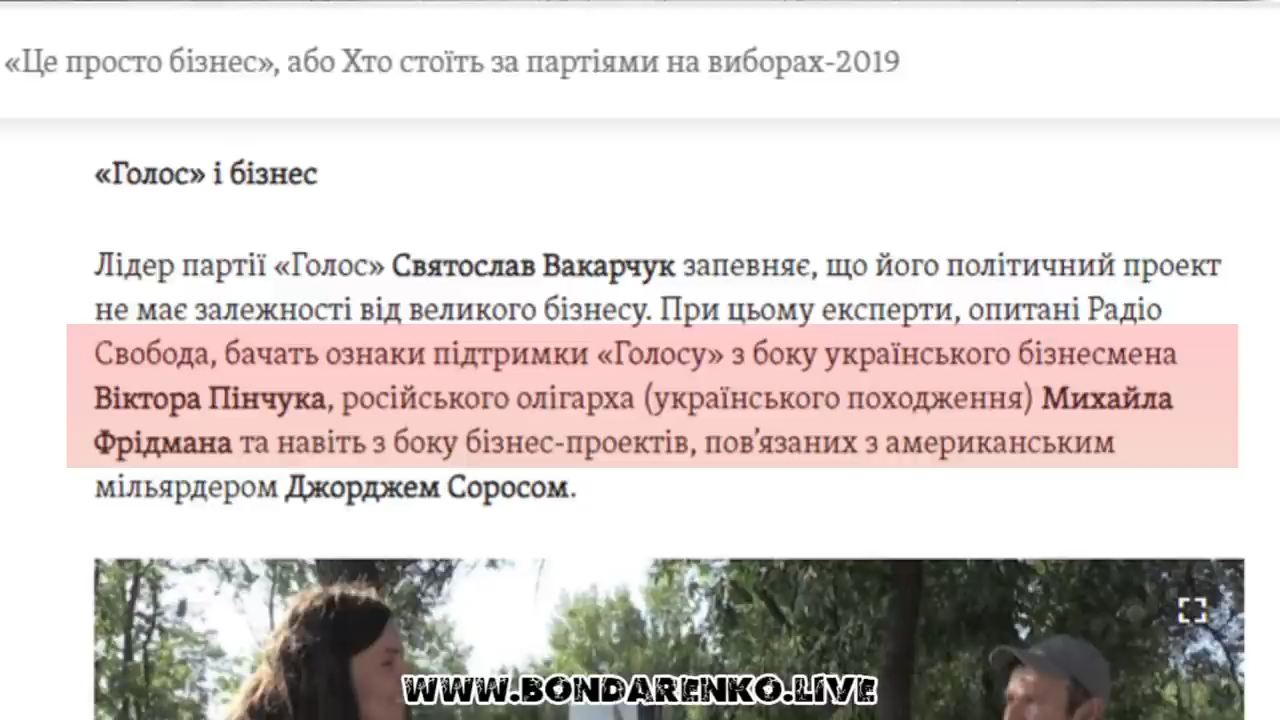 «Це просто бізнес», або Хто стоїть за партіями на виборах-2019
«Голос» і бізнес
Лідер партії «Голос» Святослав Вакарчук запевняє, що його політичний проект
не має залежності від великого бізнесу. При цьому експерти, опитані Радіо
Свобода, бачать ознаки підтримки «Голосу» з боку українського бізнесмена
Віктора Пінчука, російського олігарха (українського походження) Михайла
Фрідмана та навіть з боку бізнес-проектів, пов’язаних з американським
мільярдером Джорджем Соросом.
WWW.BONDARENKO.LIVE